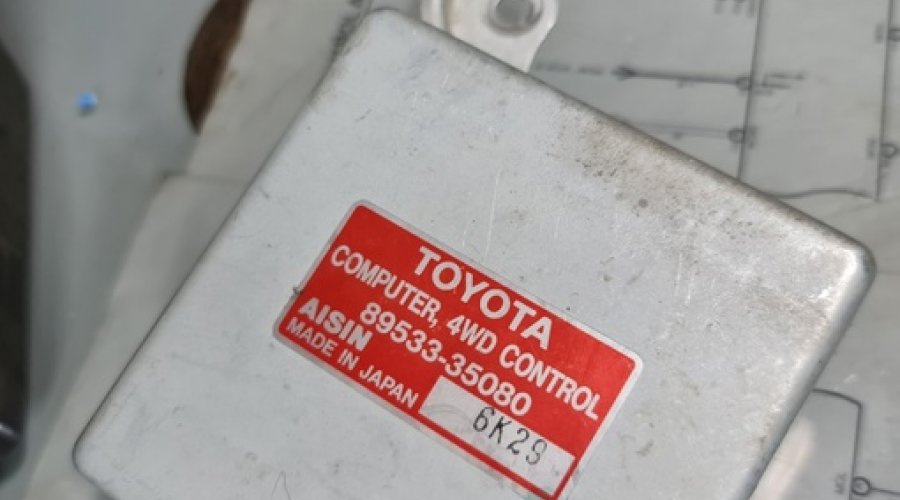 TOYOTA
COMPUTER, 4WD CONTROL
89533-35080
AISIN
MADE IN JAPAN
6K29